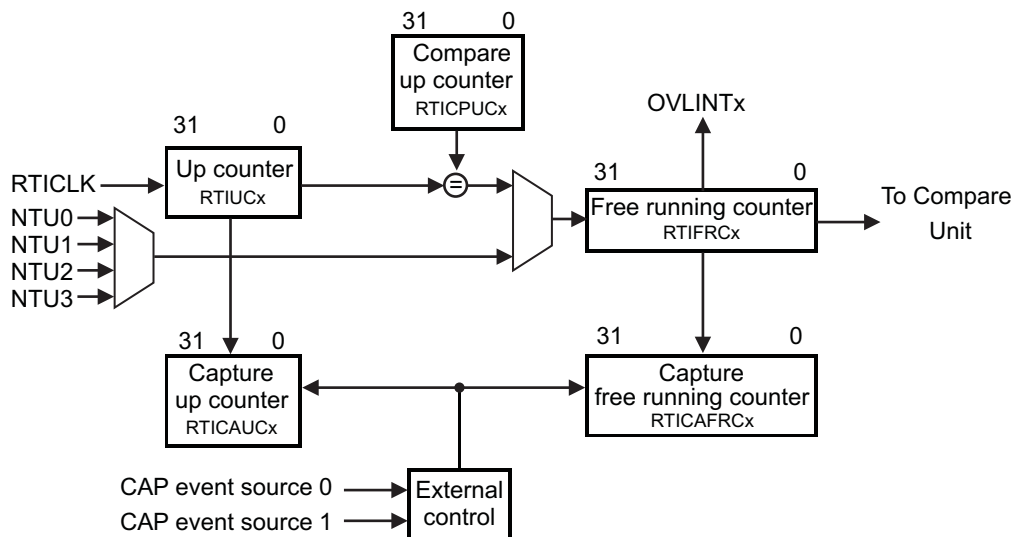 31 0
Compare
up counter
RTICPUCx
OVLINTx
31 0
Up counter
RTIUCx
RTICLK
=
31 0
Free running counter
RTIFRCx
To Compare
Unit
NTU0
NTU1
NTU2
NTU3
31 0
Capture
up counter
RTICAUCx
31 0
Capture
free running counter
RTICAFRCx
CAP event source 0
CAP event source 1
External
control